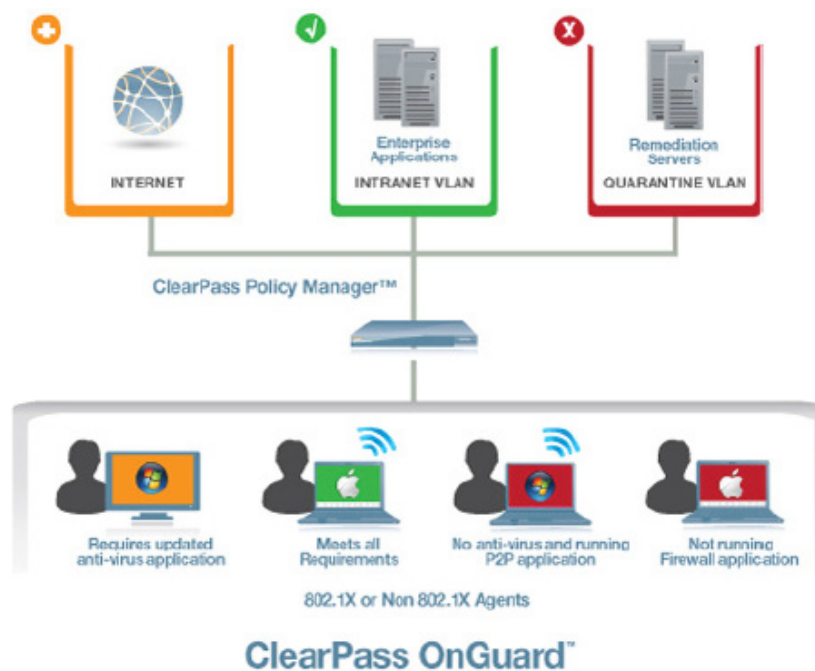 INTERNET
Enterprise
Applications
INTRANET VLAN
Remediation
Servers
QUARANTINE VLAN
ClearPass Policy Manager™
Requires updated
anti-virus application
Meets all
Requirements
No anti-virus and running
P2P application
Not running
Firewall application
802.1X or Non 802.1X Agents
ClearPass OnGuard™